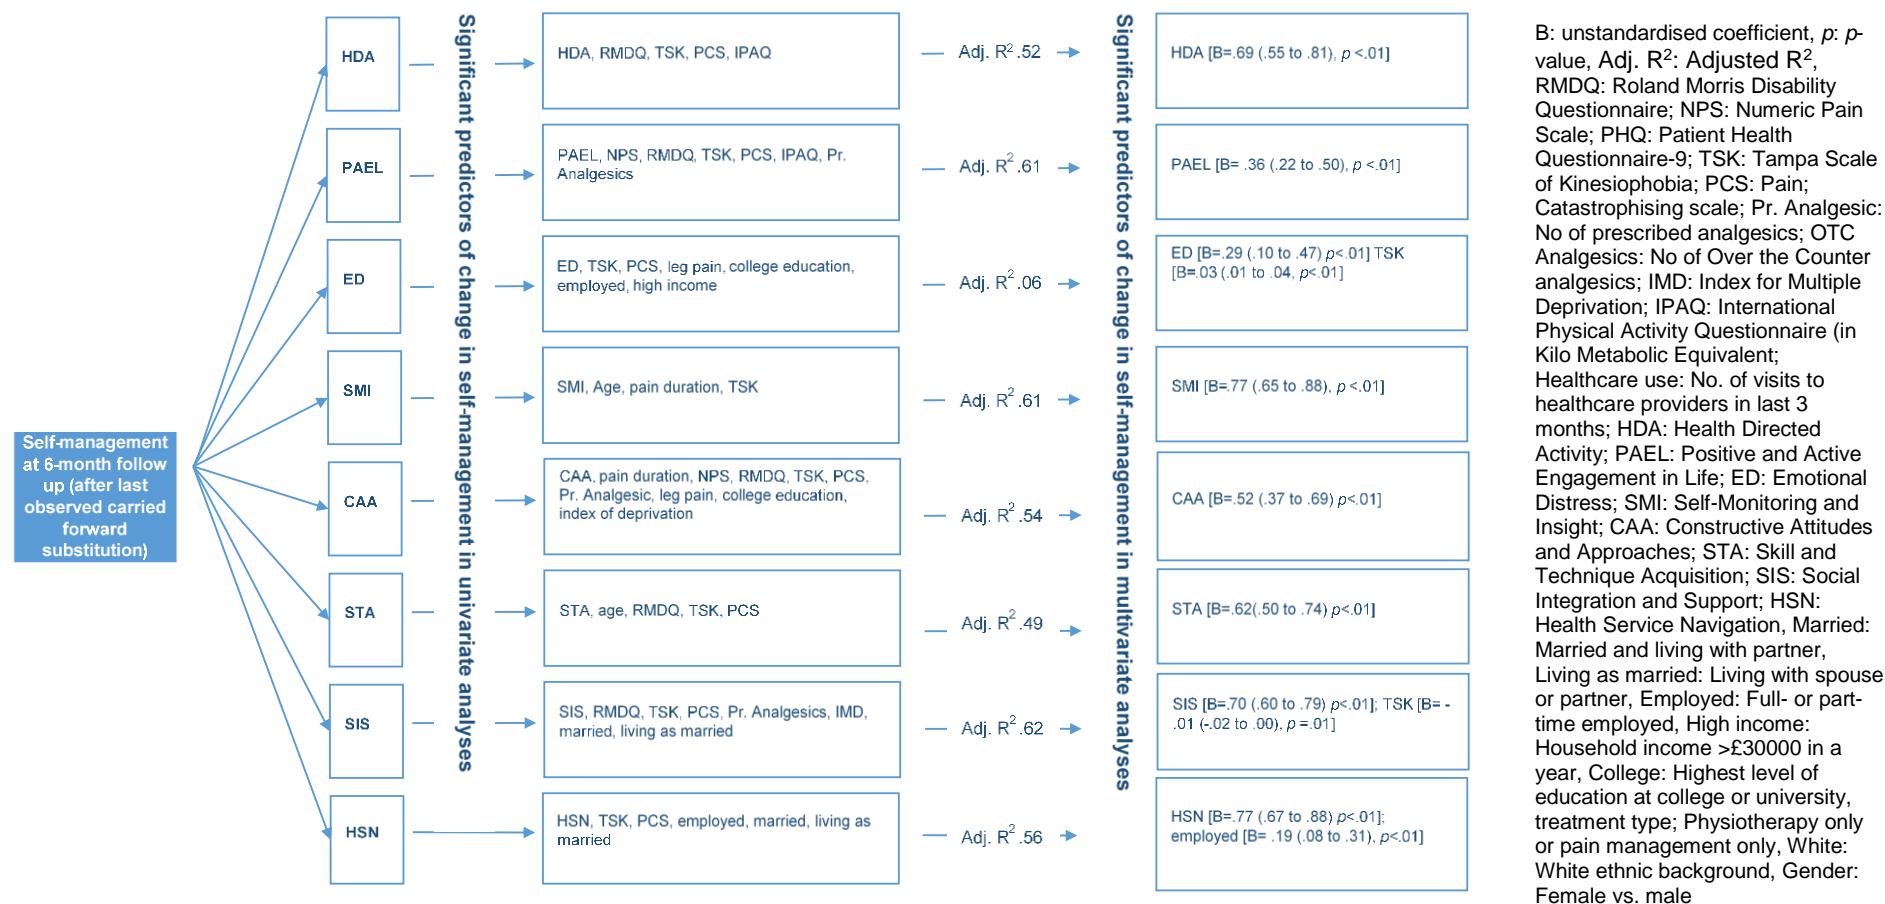 Self-management
at 6-month follow
up (after last
observed carried
forward
substitution)
HDA
PAEL
ED
SMI
CAA
STA
SIS
HSN
Significant predictors of change in self-management in univariate analyses
HDA, RMDQ, TSK, PCS, IPAQ
PAEL, NPS, RMDQ, TSK, PCS, IPAQ, Pr.
Analgesics
ED, TSK, PCS, leg pain, college education,
employed, high income
SMI, Age, pain duration, TSK
CAA, pain duration, NPS, RMDQ, TSK, PCS,
Pr. Analgesic, leg pain, college education,
index of deprivation
STA, age, RMDQ, TSK, PCS
SIS, RMDQ, TSK, PCS, Pr. Analgesics, IMD,
married, living as married
HSN, TSK, PCS, employed, married, living as
married
Adj. R² .52
Adj. R² .61
Adj. R² .06
Adj. R² .61
Adj. R² .54
Adj. R² .49
Adj. R² .62
Adj. R² .56
Significant predictors of change in self-management in multivariate analyses
HDA [B=.69 (.55 to .81), p <.01]
PAEL [B= .36 (.22 to .50), p <.01]
ED [B=.29 (.10 to .47) p<.01] TSK
[B=.03 (.01 to .04, p<.01]
SMI [B=.77 (.65 to .88), p <.01]
CAA [B=.52 (.37 to .69) p<.01]
STA [B=.62(.50 to .74) p<.01]
SIS [B=.70 (.60 to .79) p<.01]; TSK [B= -
.01 (-.02 to .00), p =.01]
HSN [B=.77 (.67 to .88) p<.01];
employed [B= .19 (.08 to .31), p<.01]
B: unstandardised coefficient, p: p-
value, Adj. R²: Adjusted R²,
RMDQ: Roland Morris Disability
Questionnaire; NPS: Numeric Pain
Scale; PHQ: Patient Health
Questionnaire-9; TSK: Tampa Scale
of Kinesiophobia; PCS: Pain;
Catastrophising scale; Pr. Analgesic:
No of prescribed analgesics; OTC
Analgesics: No of Over the Counter
analgesics; IMD: Index for Multiple
Deprivation; IPAQ: International
Physical Activity Questionnaire (in
Kilo Metabolic Equivalent;
Healthcare use: No. of visits to
healthcare providers in last 3
months; HDA: Health Directed
Activity; PAEL: Positive and Active
Engagement in Life; ED: Emotional
Distress; SMI: Self-Monitoring and
Insight; CAA: Constructive Attitudes
and Approaches; STA: Skill and
Technique Acquisition; SIS: Social
Integration and Support; HSN:
Health Service Navigation, Married:
Married and living with partner,
Living as married: Living with spouse
or partner, Employed: Full- or part-
time employed, High income:
Household income >£30000 in a
year, College: Highest level of
education at college or university,
treatment type; Physiotherapy only
or pain management only, White:
White ethnic background, Gender:
Female vs. male